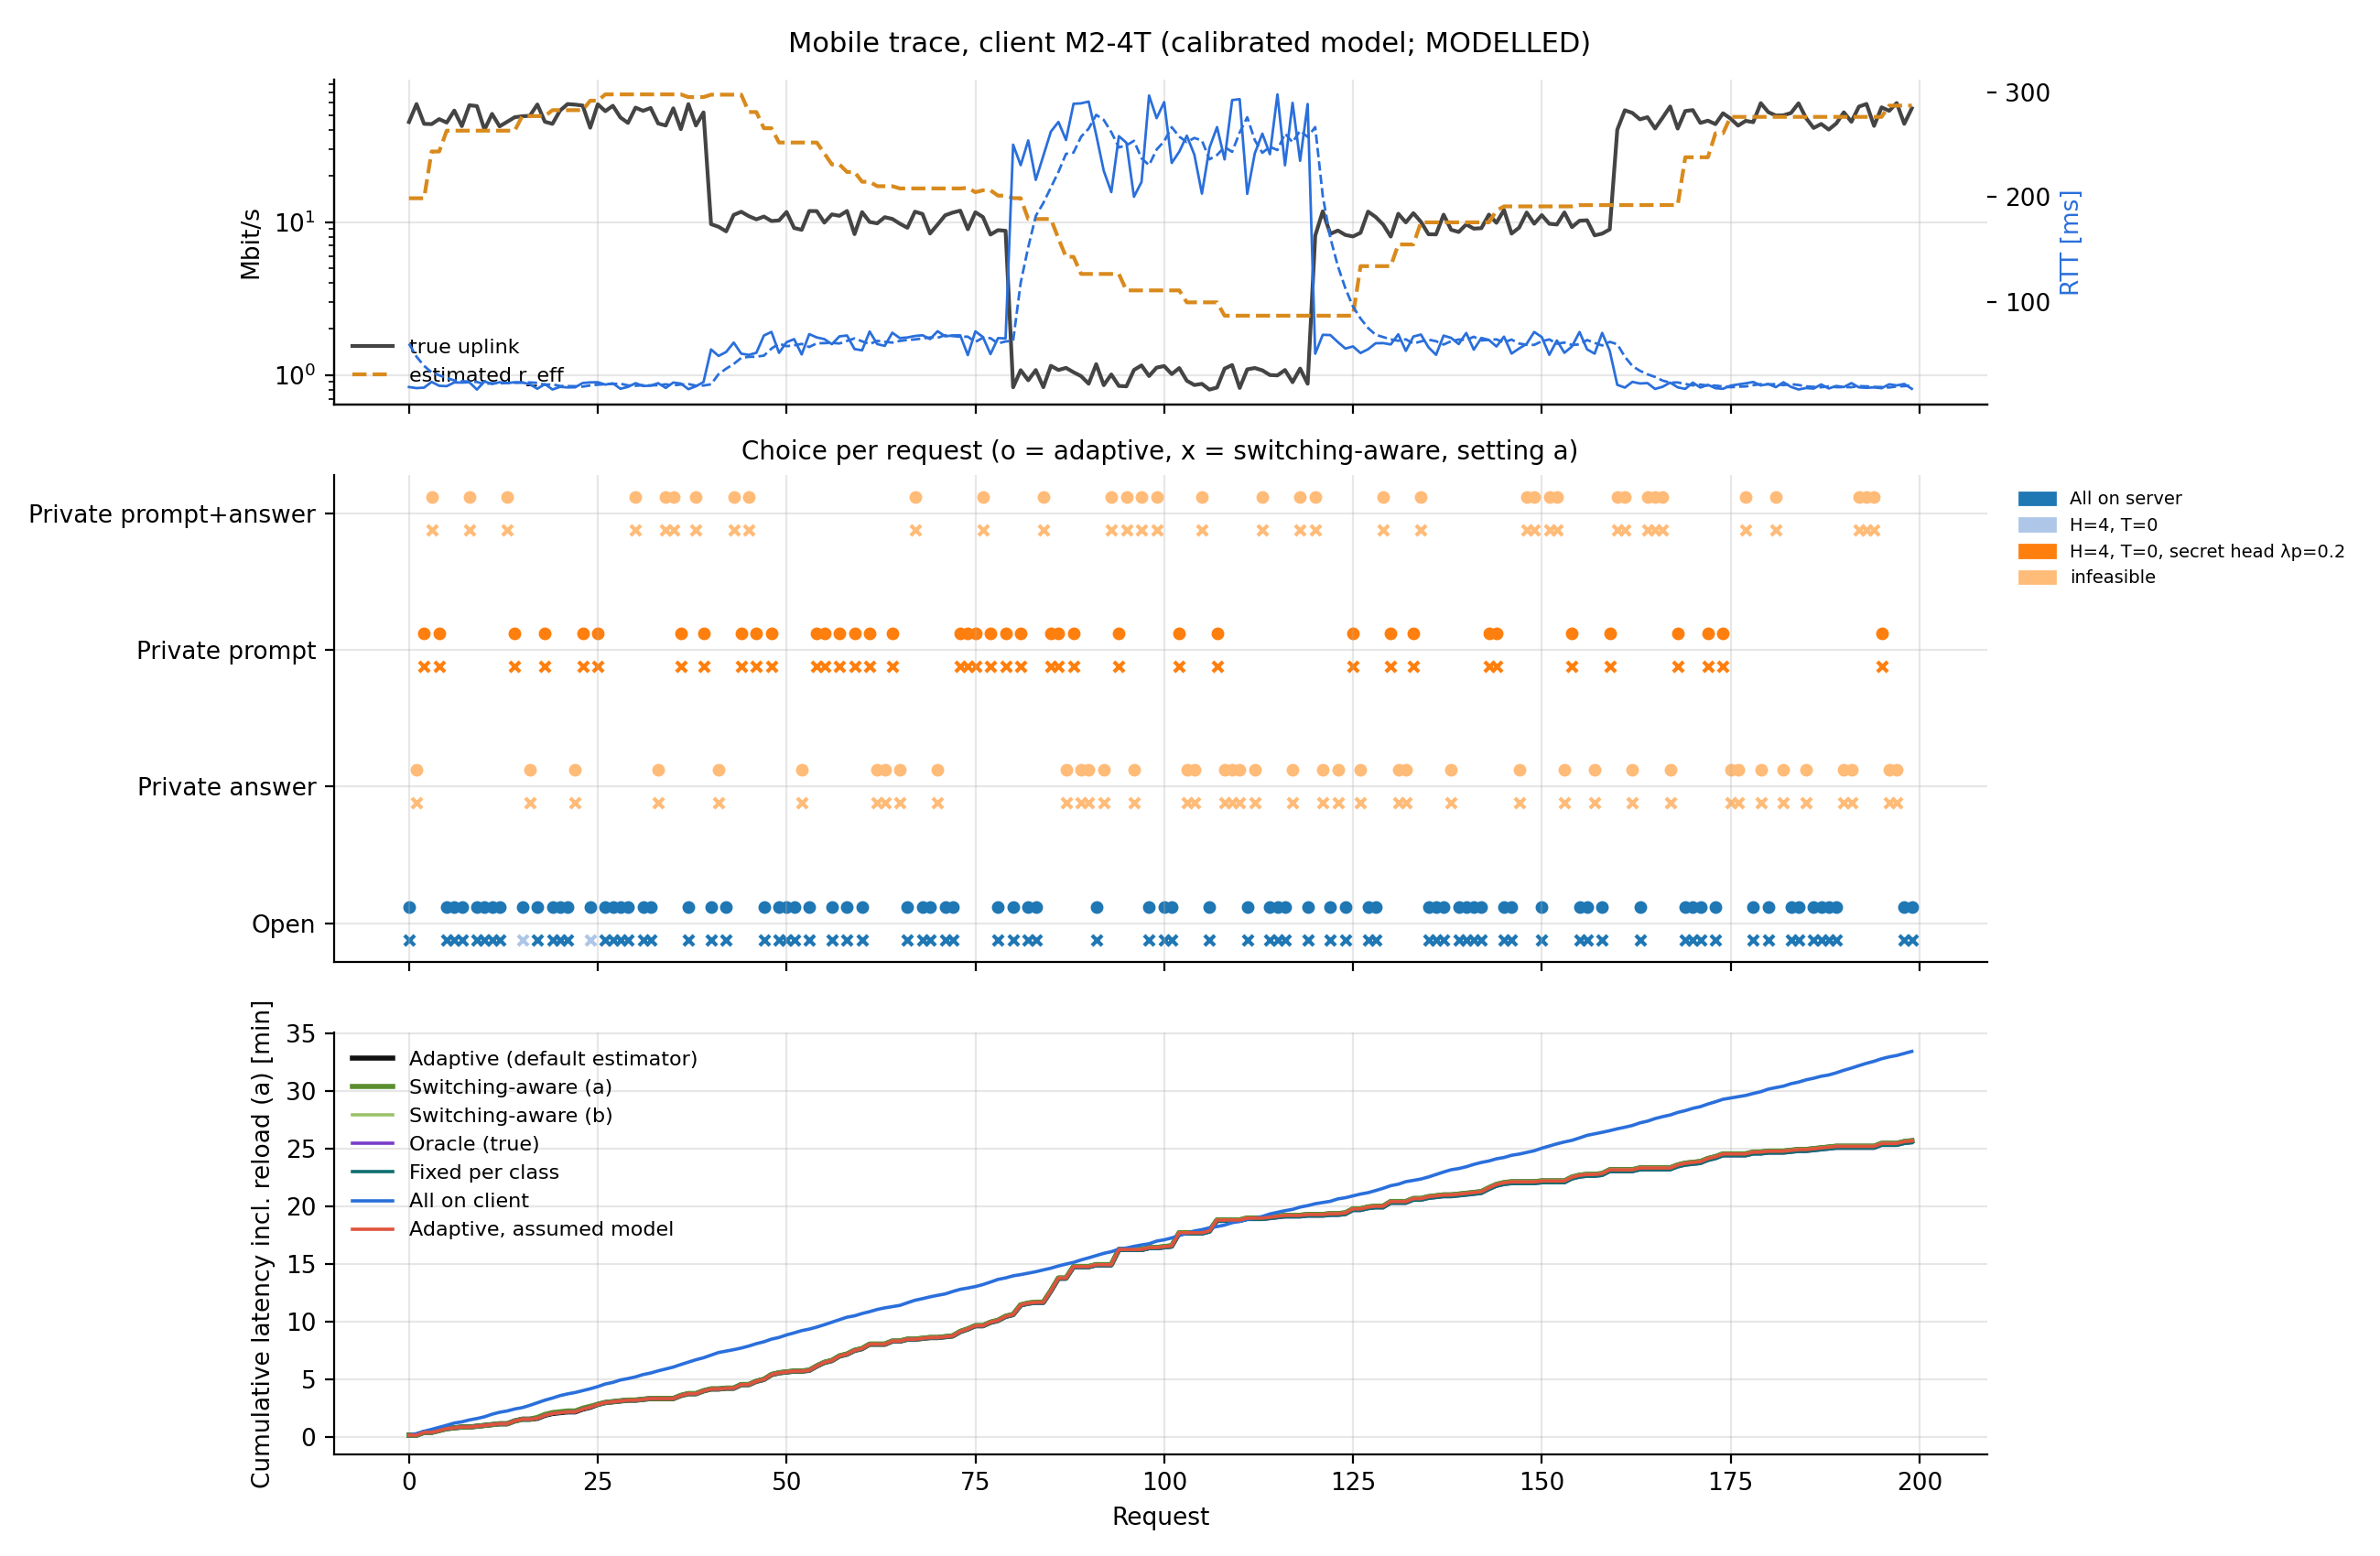 Mobile trace, client M2-4T (calibrated model; MODELLED)
Mbit/s
10¹
10⁰
300
200
100
RTT [ms]
true uplink
estimated r_eff
Choice per request (o = adaptive, x = switching-aware, setting a)
Private prompt+answer
Private prompt
Private answer
Open
All on server
H=4, T=0
H=4, T=0, secret head λp=0.2
infeasible
Cumulative latency incl. reload (a) [min]
35
30
25
20
15
10
5
0
Adaptive (default estimator)
Switching-aware (a)
Switching-aware (b)
Oracle (true)
Fixed per class
All on client
Adaptive, assumed model
0 25 50 75 100 125 150 175 200
Request